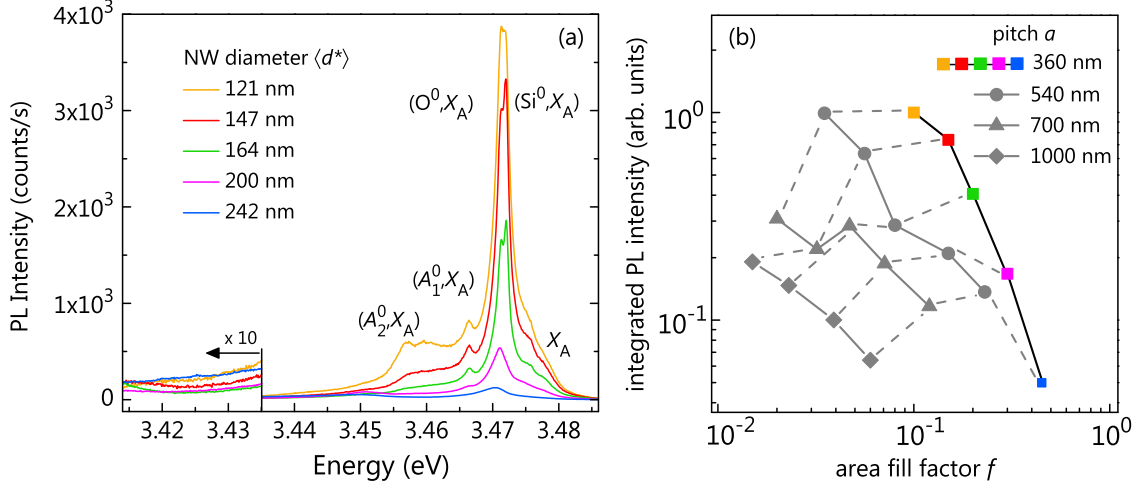 PL Intensity (counts/s)
4x10³
3x10³
2x10³
1x10³
0
(a)
NW diameter ⟨d*⟩
121 nm
147 nm
164 nm
200 nm
242 nm
(O⁰,X_A)
(Si⁰,X_A)
(A₁⁰,X_A)
(A₂⁰,X_A)
X_A
x 10
3.42 3.43 3.44 3.45 3.46 3.47 3.48
Energy (eV)
integrated PL intensity (arb. units)
10⁰
10⁻¹
(b)
pitch a
360 nm
540 nm
700 nm
1000 nm
10⁻² 10⁻¹ 10⁰
area fill factor f